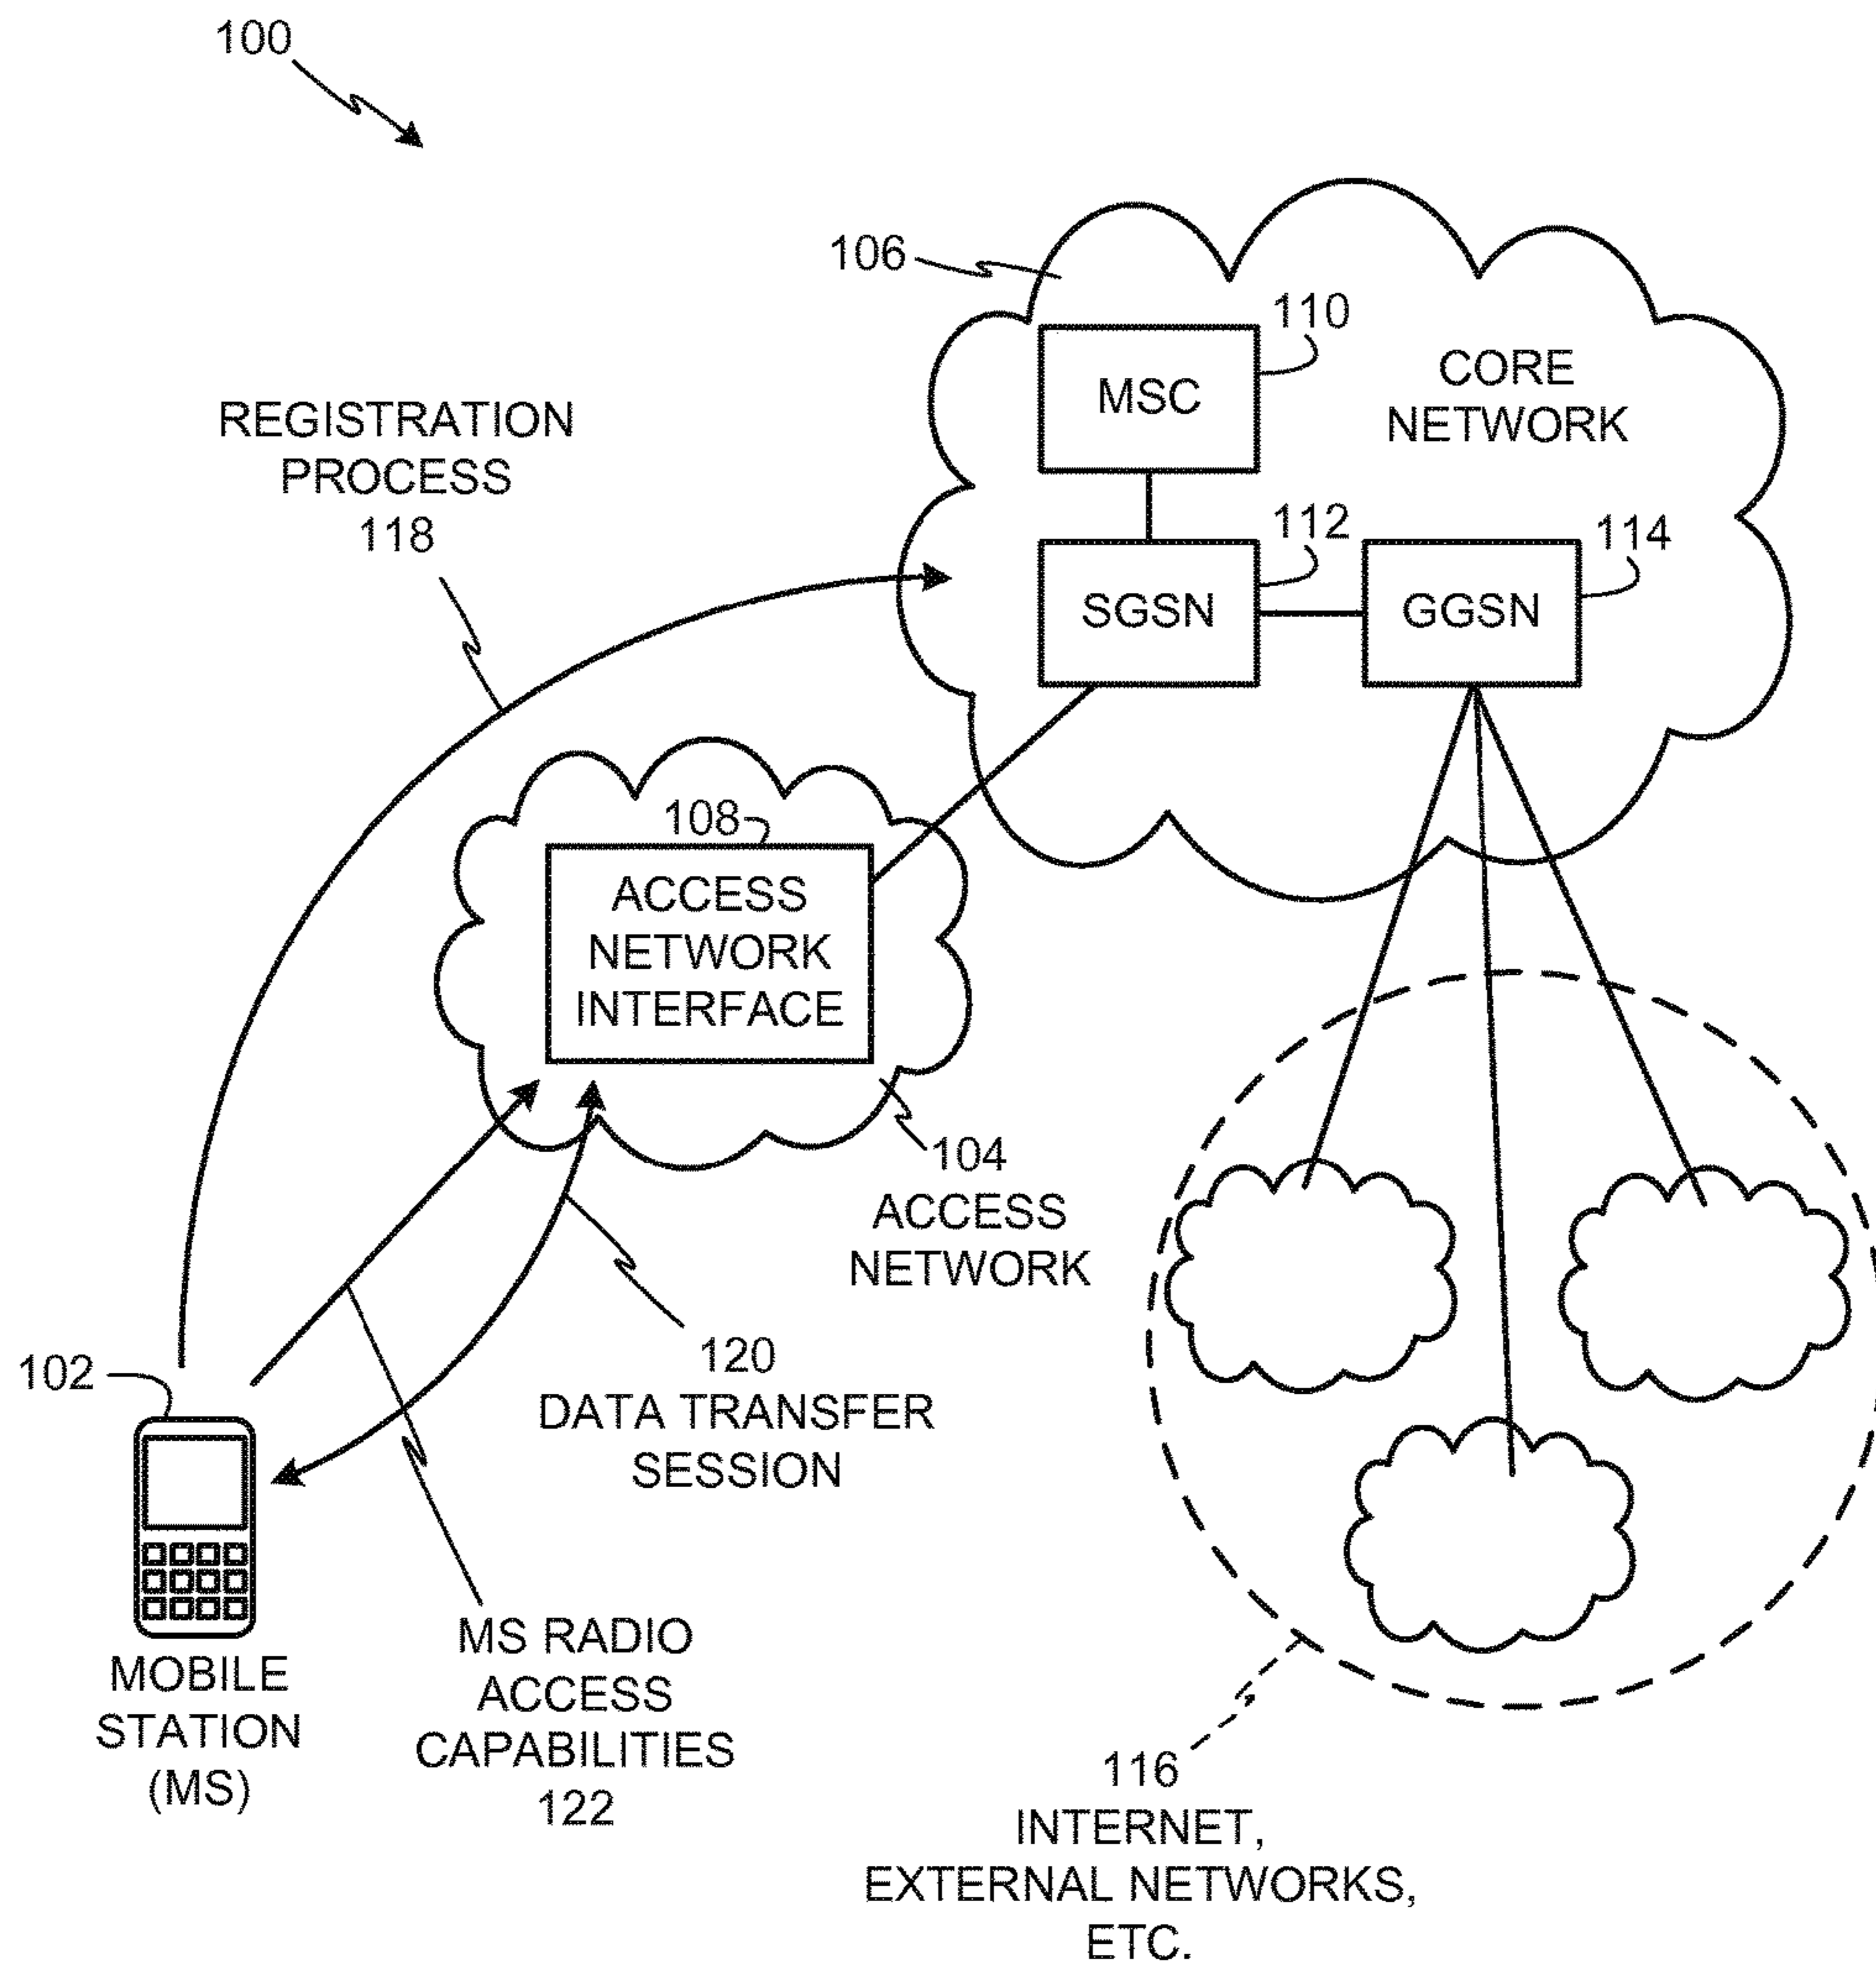 100
106
110
MSC
CORE
NETWORK
REGISTRATION
PROCESS
118
112
114
SGSN
GGSN
108
ACCESS
NETWORK
INTERFACE
104
ACCESS
NETWORK
102
120
DATA TRANSFER
SESSION
MOBILE
STATION
(MS)
MS RADIO
ACCESS
CAPABILITIES
122
116
INTERNET,
EXTERNAL NETWORKS,
ETC.